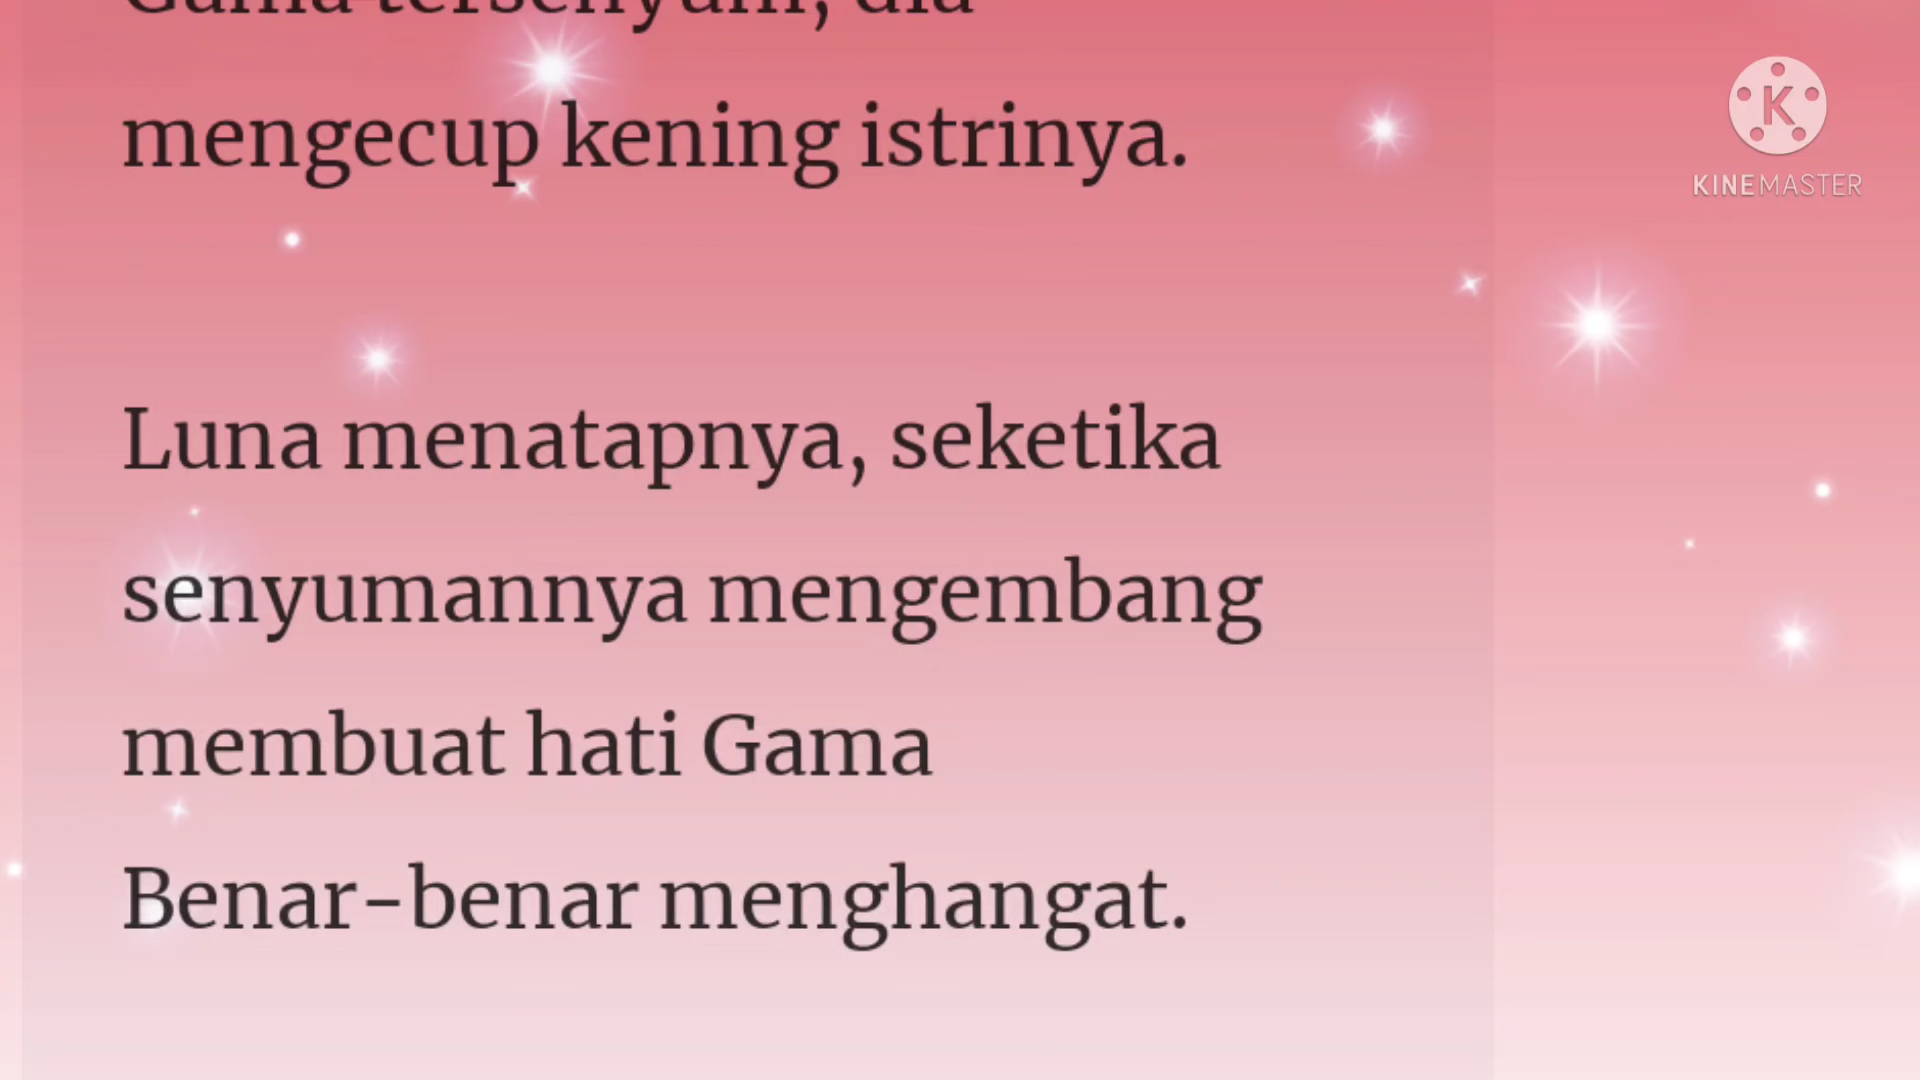 Gama tersenyum, dia
mengecup kening istrinya.
Luna menatapnya, seketika
senyumannya mengembang
membuat hati Gama
Benar-benar menghangat.
K
KINEMASTER